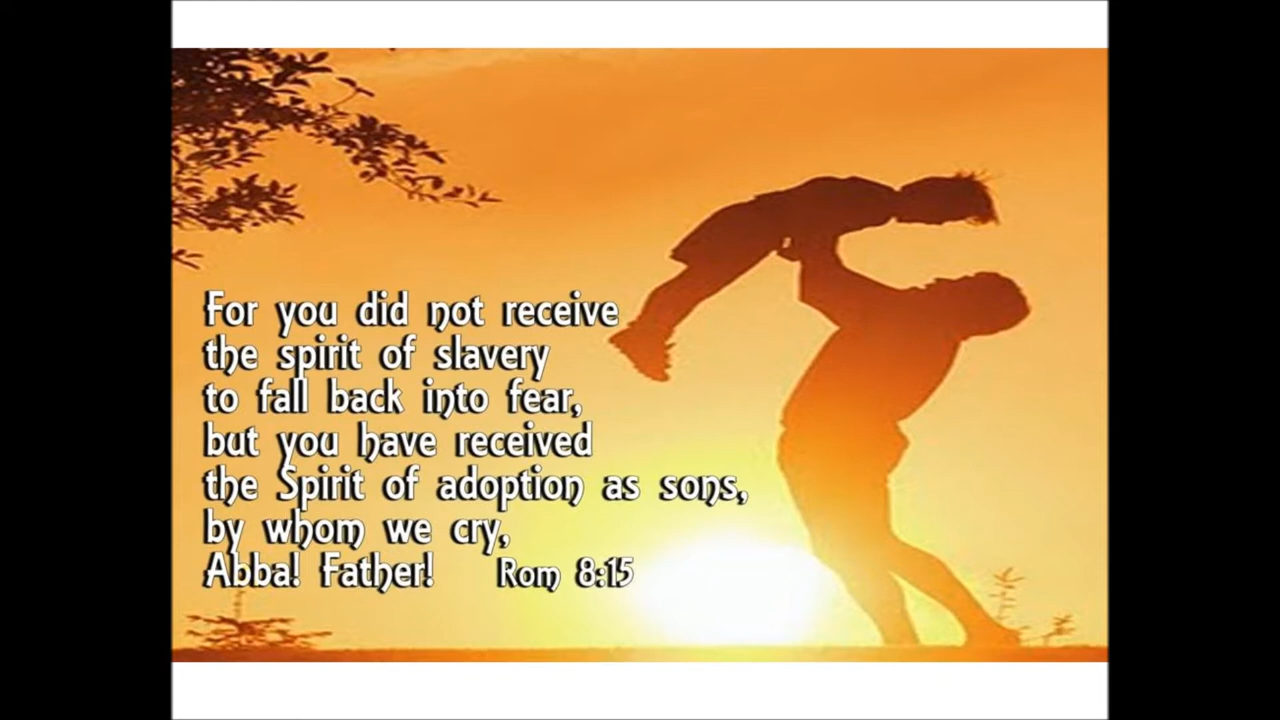 For you did not receive
the spirit of slavery
to fall back into fear,
but you have received
the Spirit of adoption as sons,
by whom we cry,
Abba! Father! Rom 8:15